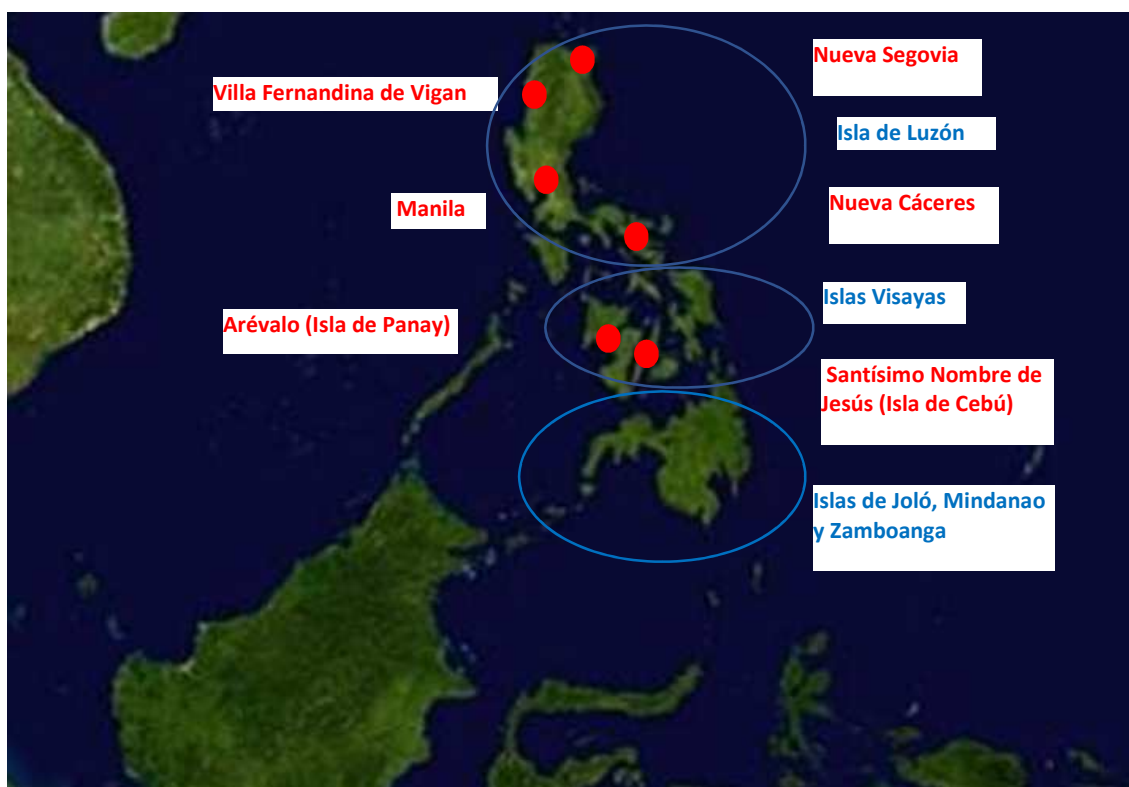 Nueva Segovia
Villa Fernandina de Vigan
Isla de Luzón
Manila
Nueva Cáceres
Islas Visayas
Arévalo (Isla de Panay)
Santísimo Nombre de
Jesús (Isla de Cebú)
Islas de Joló, Mindanao
y Zamboanga